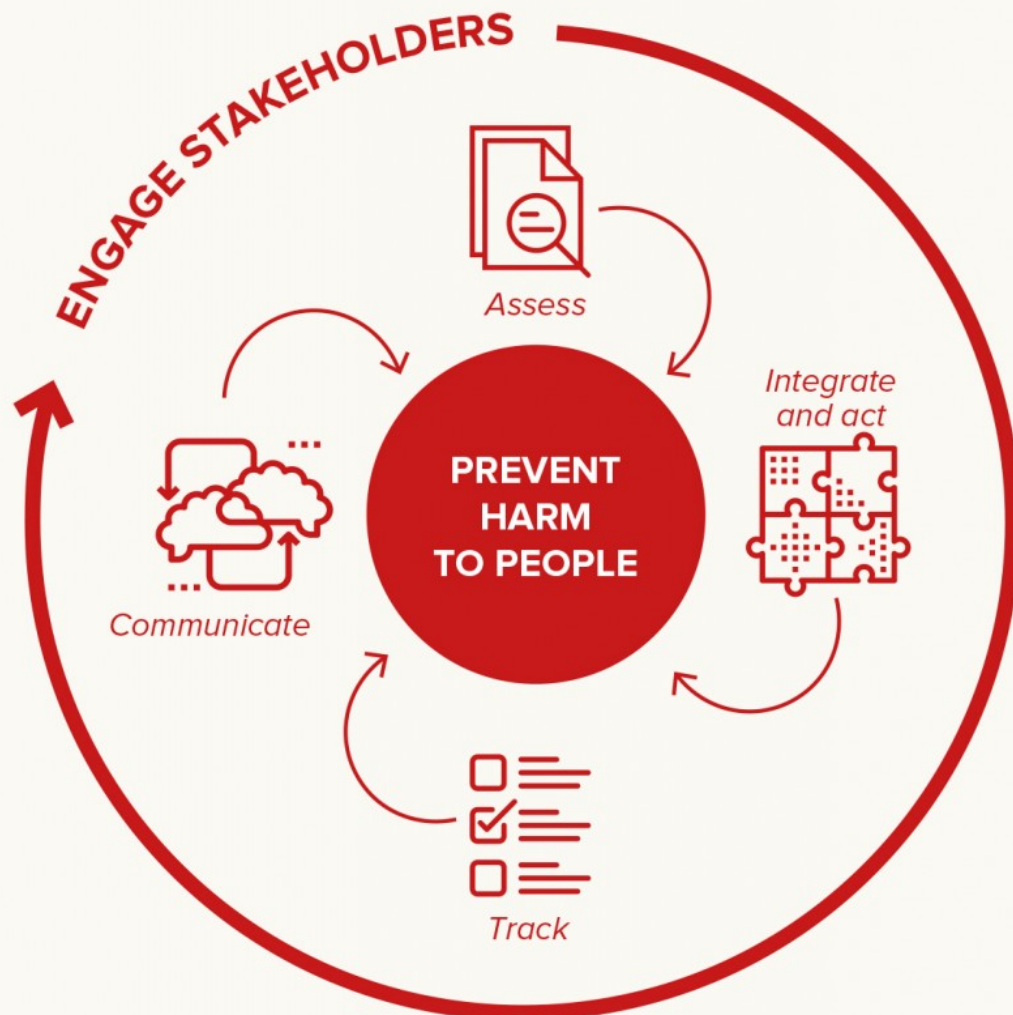 ENGAGE STAKEHOLDERS
Assess
Integrate
and act
PREVENT
HARM
TO PEOPLE
Communicate
Track